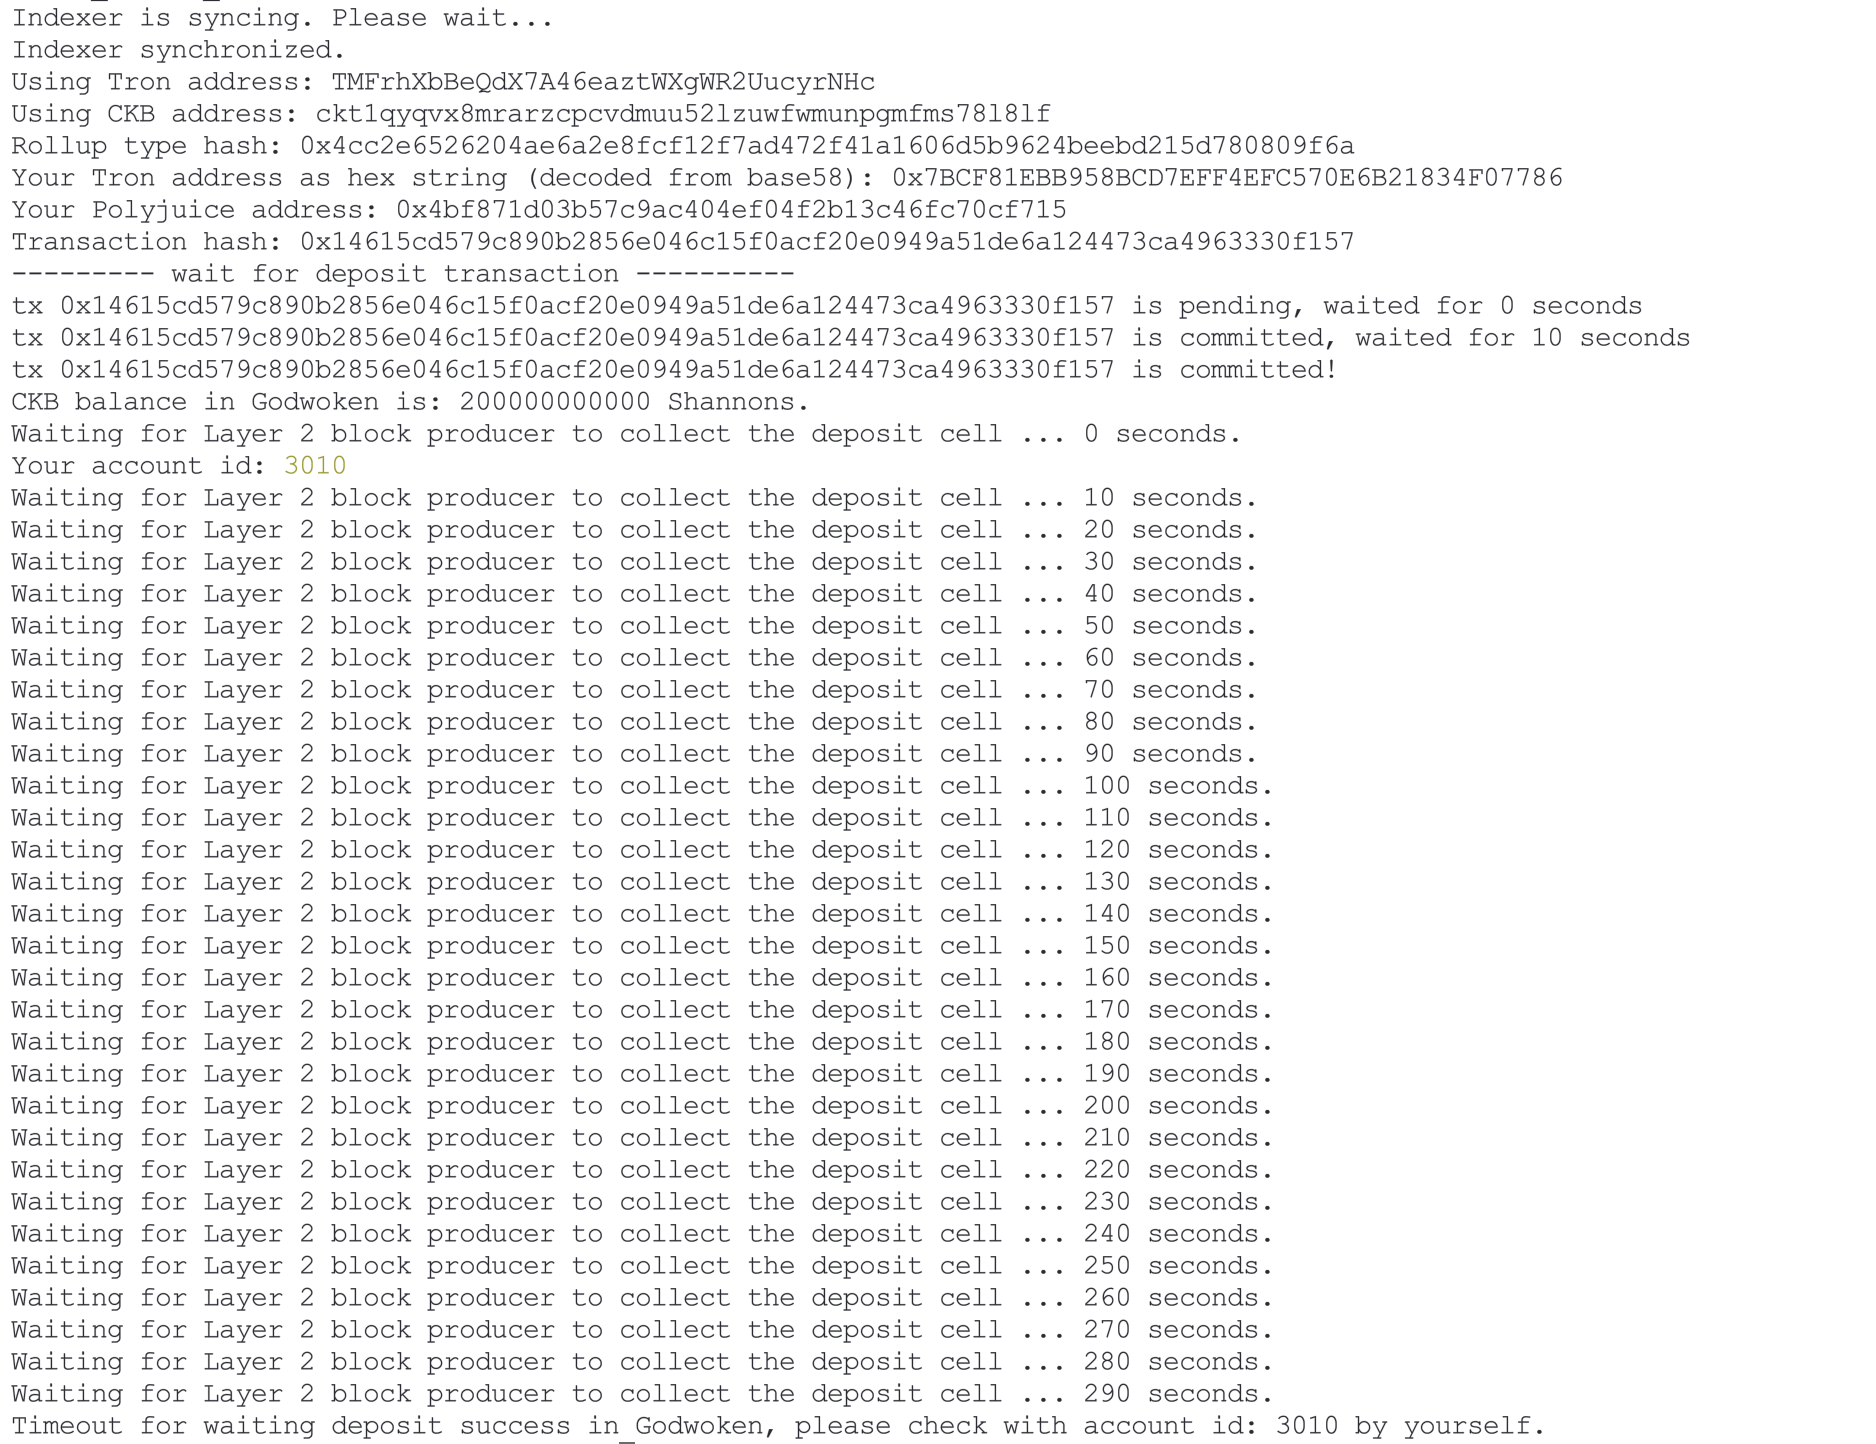 Indexer is syncing. Please wait...
Indexer synchronized.
Using Tron address: TMFrhXbBeQdX7A46eaztWXgWR2UucyrNHc
Using CKB address: ckt1qyqvx8mrarzcpcvdmuu52lzuwfwmunpgmfms78l8lf
Rollup type hash: 0x4cc2e6526204ae6a2e8fcf12f7ad472f41a1606d5b9624beebd215d780809f6a
Your Tron address as hex string (decoded from base58): 0x7BCF81EBB958BCD7EFF4EFC570E6B21834F07786
Your Polyjuice address: 0x4bf871d03b57c9ac404ef04f2b13c46fc70cf715
Transaction hash: 0x14615cd579c890b2856e046c15f0acf20e0949a51de6a124473ca4963330f157
--------- wait for deposit transaction ----------
tx 0x14615cd579c890b2856e046c15f0acf20e0949a51de6a124473ca4963330f157 is pending, waited for 0 seconds
tx 0x14615cd579c890b2856e046c15f0acf20e0949a51de6a124473ca4963330f157 is committed, waited for 10 seconds
tx 0x14615cd579c890b2856e046c15f0acf20e0949a51de6a124473ca4963330f157 is committed!
CKB balance in Godwoken is: 200000000000 Shannons.
Waiting for Layer 2 block producer to collect the deposit cell ... 0 seconds.
Your account id: 3010
Waiting for Layer 2 block producer to collect the deposit cell ... 10 seconds.
Waiting for Layer 2 block producer to collect the deposit cell ... 20 seconds.
Waiting for Layer 2 block producer to collect the deposit cell ... 30 seconds.
Waiting for Layer 2 block producer to collect the deposit cell ... 40 seconds.
Waiting for Layer 2 block producer to collect the deposit cell ... 50 seconds.
Waiting for Layer 2 block producer to collect the deposit cell ... 60 seconds.
Waiting for Layer 2 block producer to collect the deposit cell ... 70 seconds.
Waiting for Layer 2 block producer to collect the deposit cell ... 80 seconds.
Waiting for Layer 2 block producer to collect the deposit cell ... 90 seconds.
Waiting for Layer 2 block producer to collect the deposit cell ... 100 seconds.
Waiting for Layer 2 block producer to collect the deposit cell ... 110 seconds.
Waiting for Layer 2 block producer to collect the deposit cell ... 120 seconds.
Waiting for Layer 2 block producer to collect the deposit cell ... 130 seconds.
Waiting for Layer 2 block producer to collect the deposit cell ... 140 seconds.
Waiting for Layer 2 block producer to collect the deposit cell ... 150 seconds.
Waiting for Layer 2 block producer to collect the deposit cell ... 160 seconds.
Waiting for Layer 2 block producer to collect the deposit cell ... 170 seconds.
Waiting for Layer 2 block producer to collect the deposit cell ... 180 seconds.
Waiting for Layer 2 block producer to collect the deposit cell ... 190 seconds.
Waiting for Layer 2 block producer to collect the deposit cell ... 200 seconds.
Waiting for Layer 2 block producer to collect the deposit cell ... 210 seconds.
Waiting for Layer 2 block producer to collect the deposit cell ... 220 seconds.
Waiting for Layer 2 block producer to collect the deposit cell ... 230 seconds.
Waiting for Layer 2 block producer to collect the deposit cell ... 240 seconds.
Waiting for Layer 2 block producer to collect the deposit cell ... 250 seconds.
Waiting for Layer 2 block producer to collect the deposit cell ... 260 seconds.
Waiting for Layer 2 block producer to collect the deposit cell ... 270 seconds.
Waiting for Layer 2 block producer to collect the deposit cell ... 280 seconds.
Waiting for Layer 2 block producer to collect the deposit cell ... 290 seconds.
Timeout for waiting deposit success in Godwoken, please check with account id: 3010 by yourself.